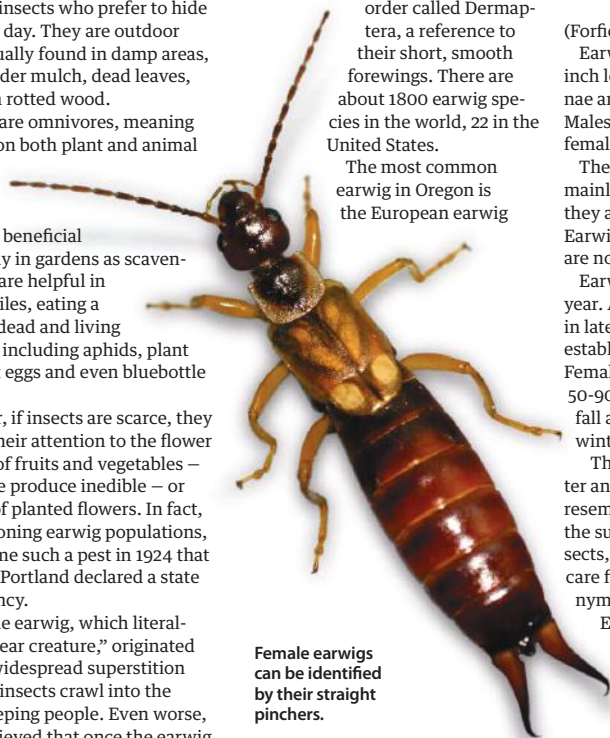 insects who prefer to hide
day. They are outdoor
ually found in damp areas,
der mulch, dead leaves,
n rotted wood.
are omnivores, meaning
on both plant and animal
beneficial
y in gardens as scaven-
are helpful in
iles, eating a
dead and living
including aphids, plant
t eggs and even bluebottle
r, if insects are scarce, they
heir attention to the flower
of fruits and vegetables —
e produce inedible — or
of planted flowers. In fact,
oning earwig populations,
me such a pest in 1924 that
Portland declared a state
ncy.
e earwig, which literal-
ear creature,” originated
widespread superstition
insects crawl into the
eping people. Even worse,
ieved that once the earwig
order called Dermap-
tera, a reference to
their short, smooth
forewings. There are
about 1800 earwig spe-
cies in the world, 22 in the
United States.
The most common
earwig in Oregon is
the European earwig
Female earwigs
can be identified
by their straight
pinchers.
(Forfic
Earw
inch lo
nae an
Males
femal
The
mainl
they a
Earwi
are no
Earw
year. A
in late
establ
Femal
50-90
fall a
wint
Th
ter an
resem
the su
sects,
care f
nym
E